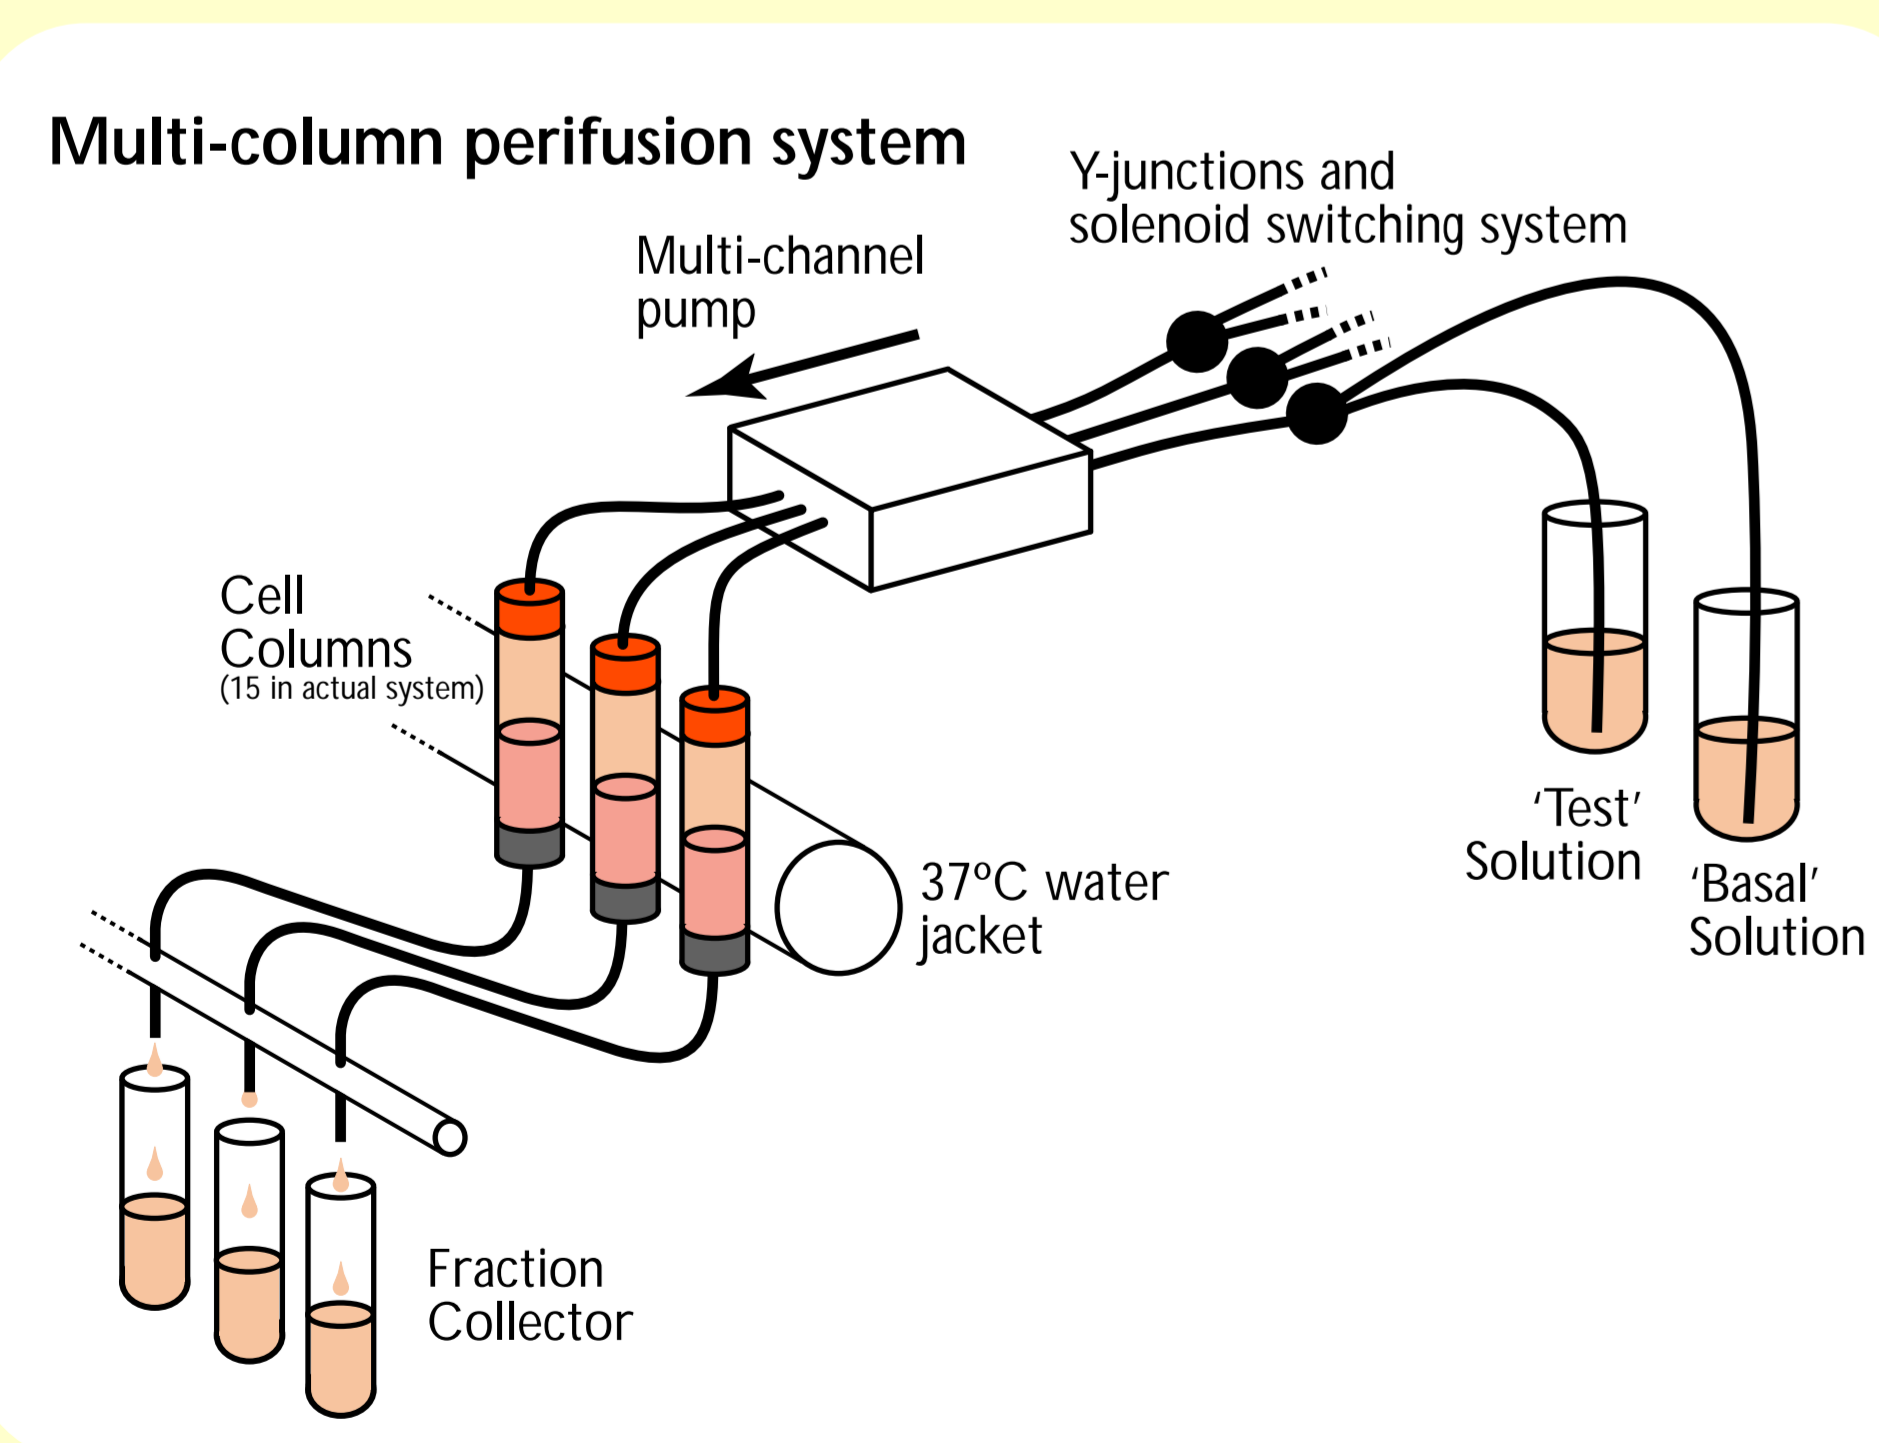 Multi-column perifusion system
Y-junctions and
solenoid switching system
Multi-channel
pump
Cell
Columns
(15 in actual system)
37ºC water
jacket
‘Test’
Solution
‘Basal’
Solution
Fraction
Collector